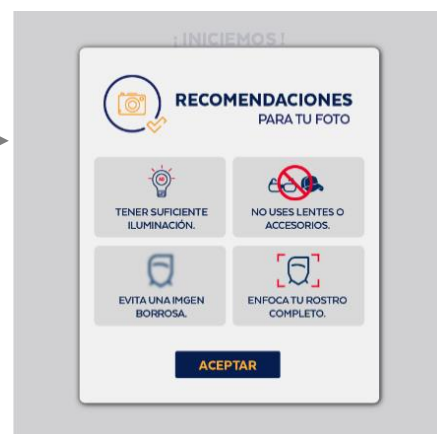 ¡INICIEMOS!
RECOMENDACIONES
PARA TU FOTO
TENER SUFICIENTE
ILUMINACIÓN.
NO USES LENTES O
ACCESORIOS.
EVITA UNA IMGEN
BORROSA.
ENFOCA TU ROSTRO
COMPLETO.
ACEPTAR